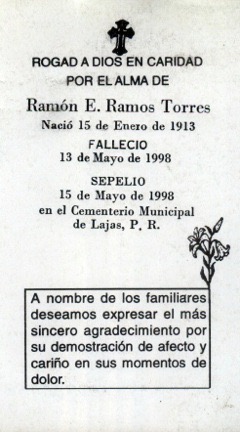 ROGAD A DIOS EN CARIDAD
POR EL ALMA DE
Ramón E. Ramos Torres
Nació 15 de Enero de 1913
FALLECIO
13 de Mayo de 1998
SEPELIO
15 de Mayo de 1998
en el Cementerio Municipal
de Lajas, P. R.
A nombre de los familiares
deseamos expresar el más
sincero agradecimiento por
su demostración de afecto y
cariño en sus momentos de
dolor.